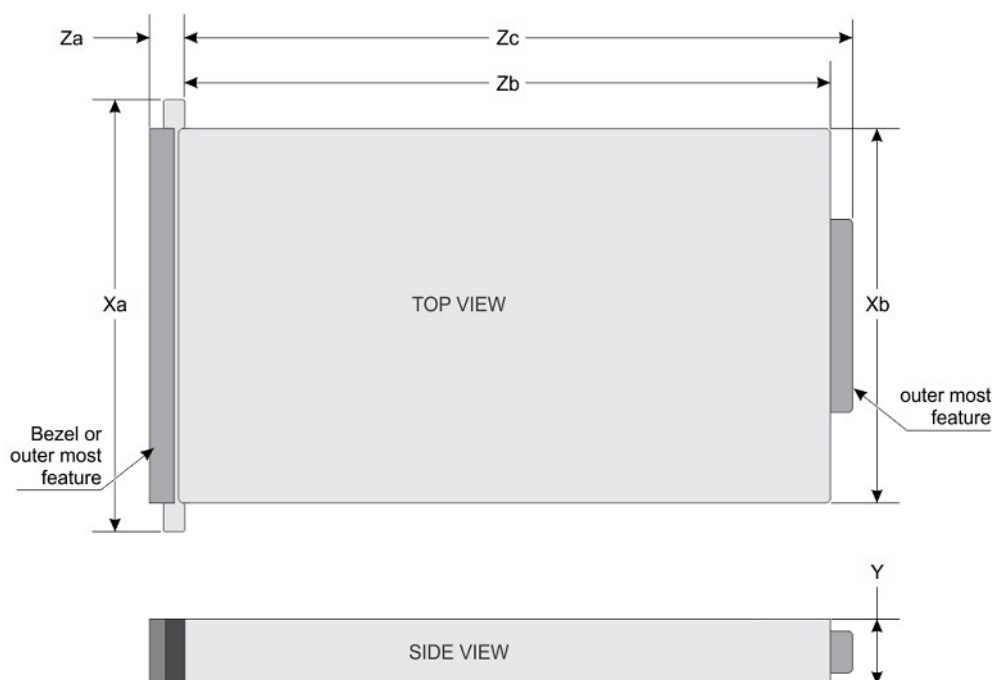 Za
Zc
Zb
Xa
TOP VIEW
Xb
outer most
feature
Bezel or
outer most
feature
Y
SIDE VIEW